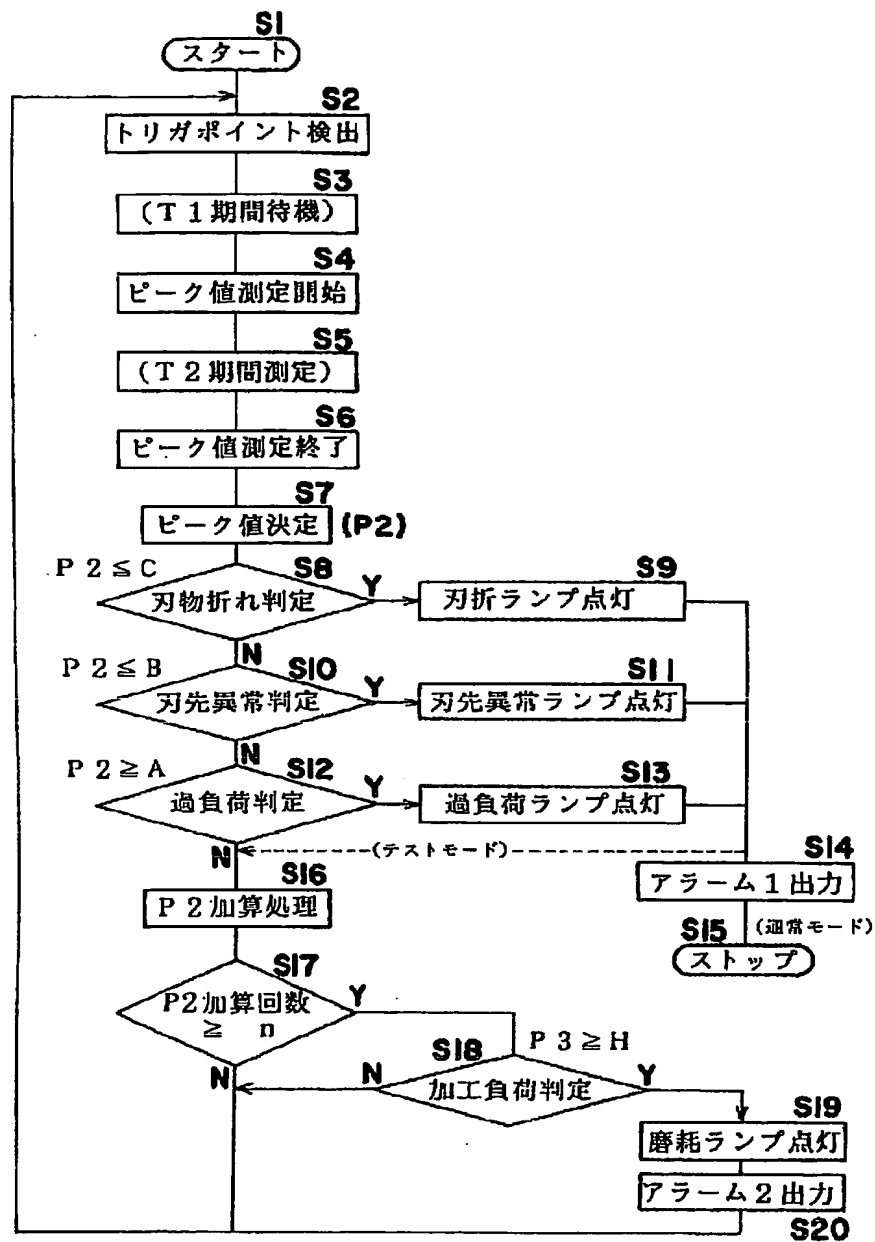 S1
スタート
S2
トリガポイント検出
S3
(T1期間待機)
S4
ピーク値測定開始
S5
(T2期間測定)
S6
ピーク値測定終了
S7
ピーク値決定 (P2)
P2≦C
S8
刃物折れ判定
Y
S9
刃折ランプ点灯
N
P2≦B
S10
刃先異常判定
Y
S11
刃先異常ランプ点灯
N
P2≧A
S12
過負荷判定
Y
S13
過負荷ランプ点灯
N
(テストモード)
S14
アラーム1出力
S15
(通常モード)
ストップ
S16
P2加算処理
S17
P2加算回数
≧ n
Y
N
P3≧H
S18
加工負荷判定
N
Y
S19
磨耗ランプ点灯
アラーム2出力
S20